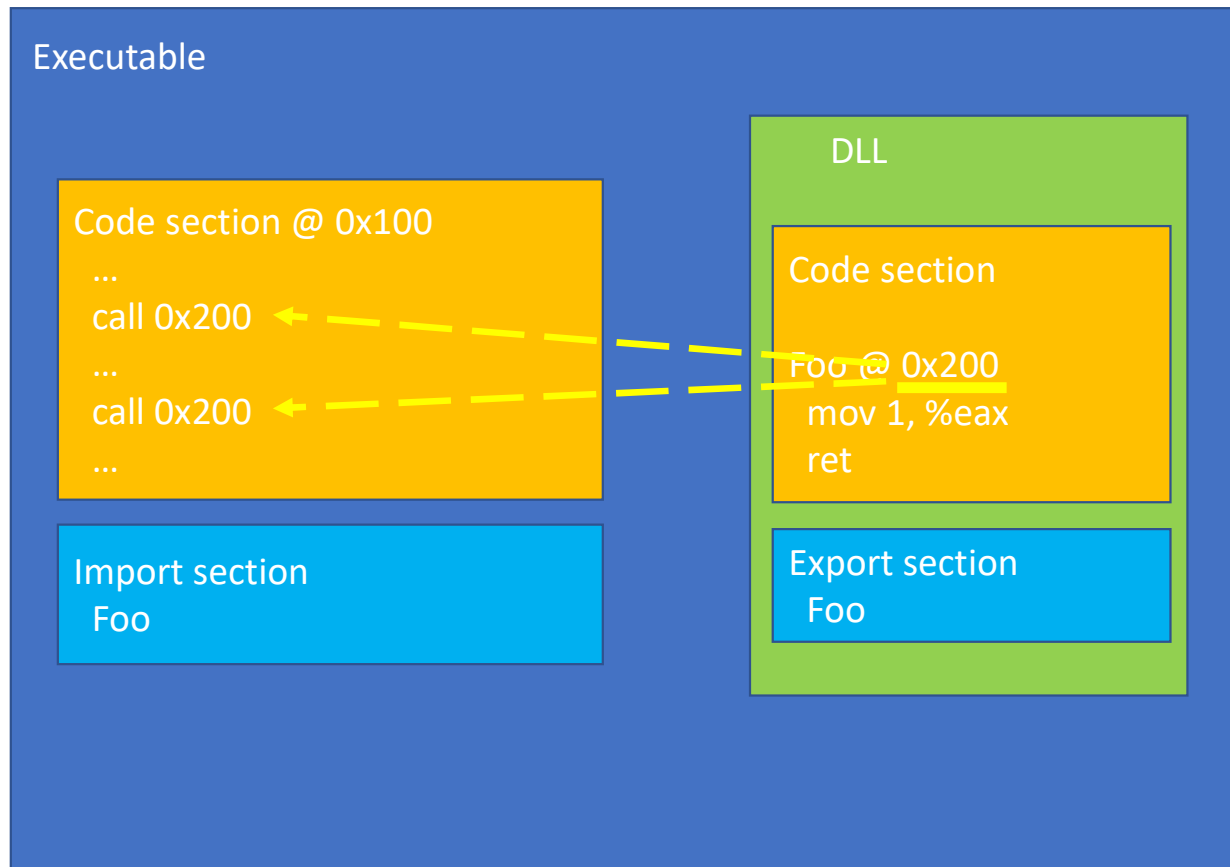 Executable
Code section @ 0x100
…
call 0x200
…
call 0x200
…
Import section
Foo
DLL
Code section
Foo @ 0x200
mov 1, %eax
ret
Export section
Foo